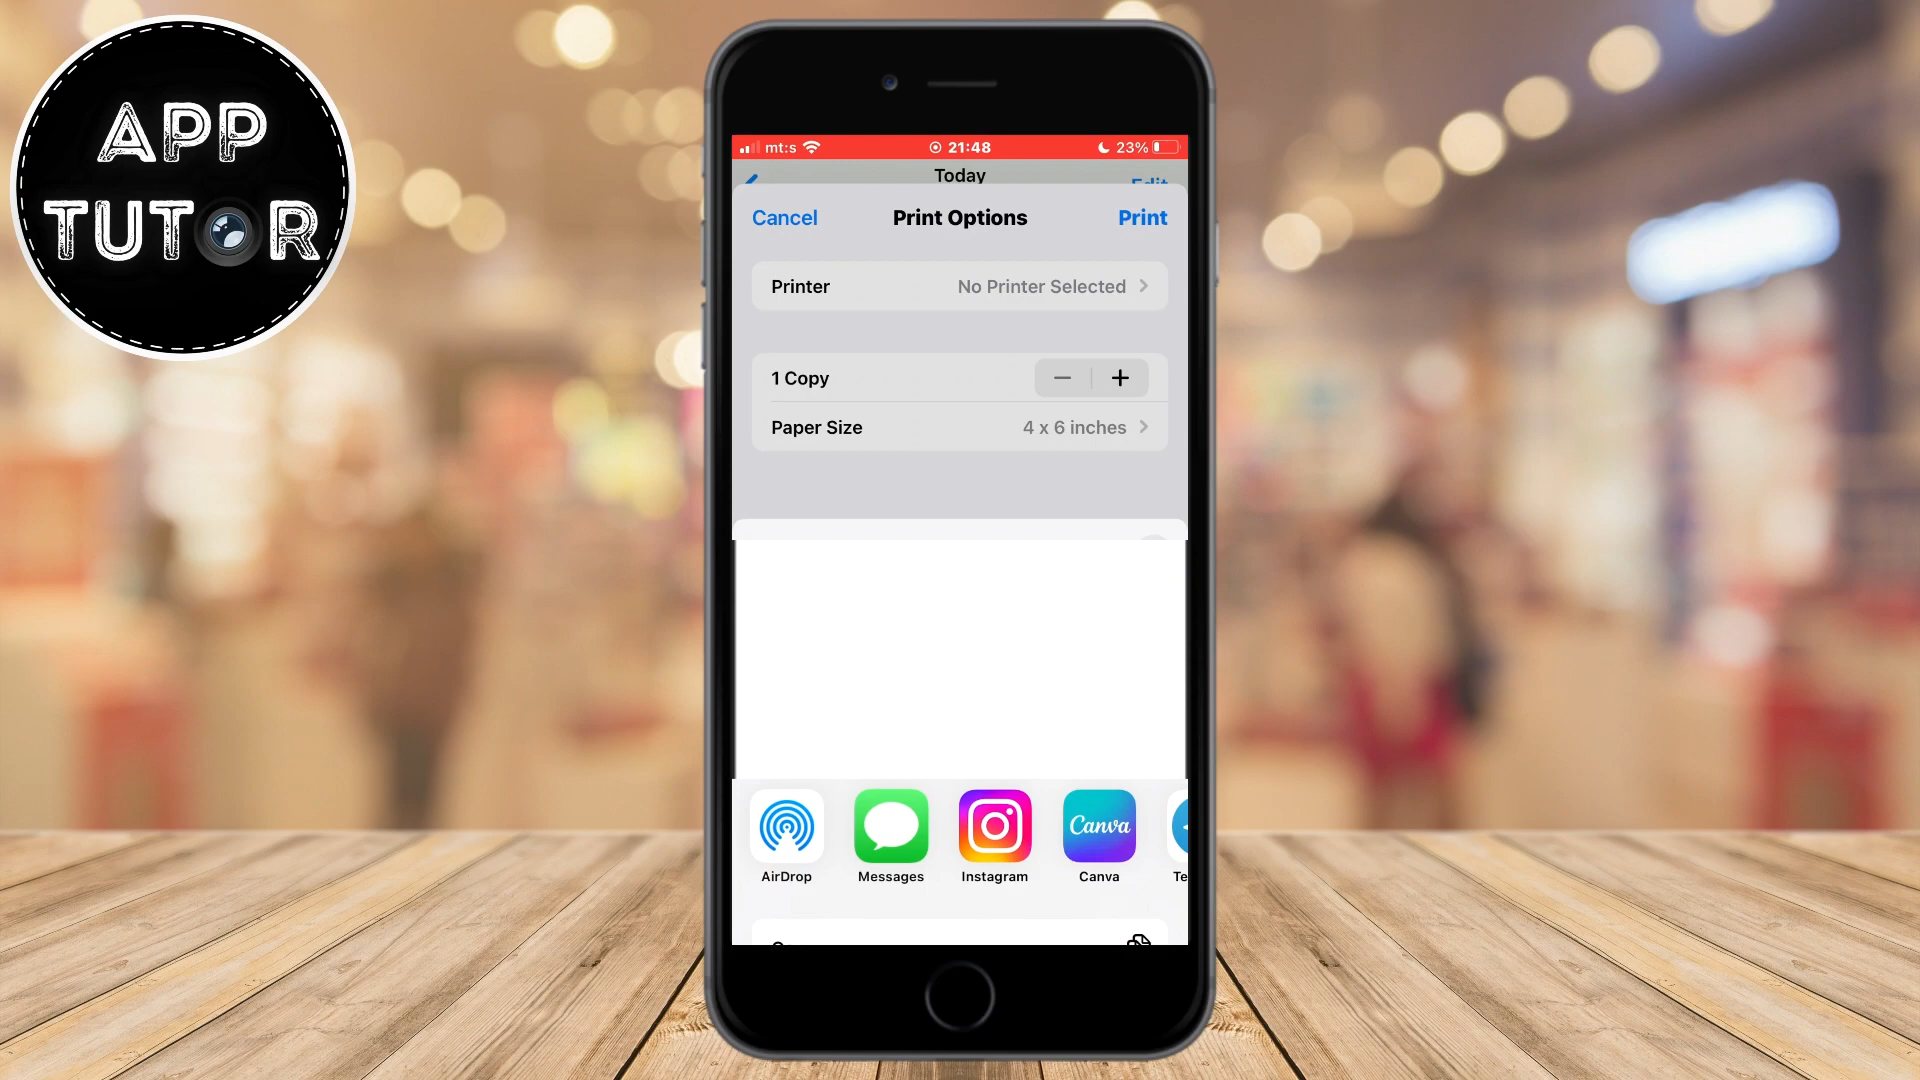 APP
TUTOR
mt:s 21:48 23%
Today
Edit
Cancel Print Options Print
Printer No Printer Selected
1 Copy
Paper Size 4 x 6 inches
Canva
AirDrop Messages Instagram Canva Te